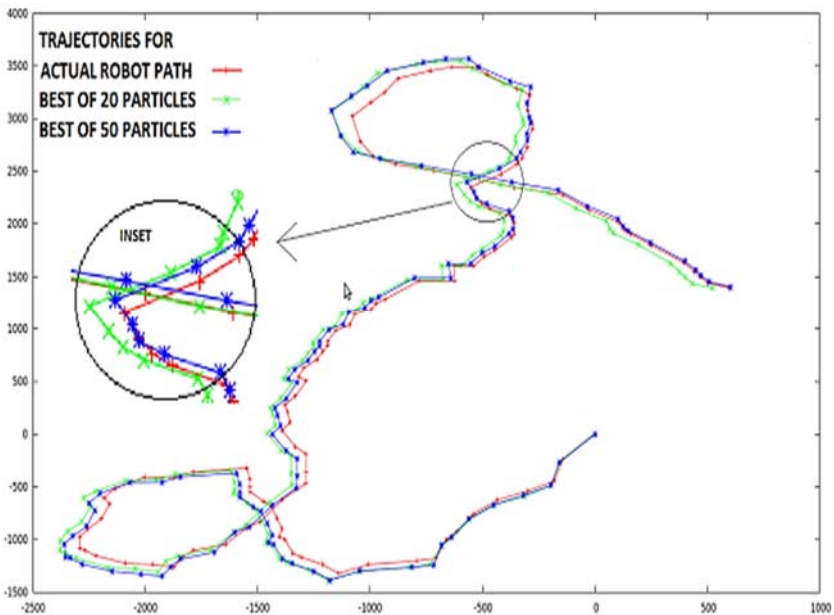 4000
3500
3000
2500
2000
1500
1000
500
0
-500
-1000
-1500
TRAJECTORIES FOR
ACTUAL ROBOT PATH
BEST OF 20 PARTICLES
BEST OF 50 PARTICLES
INSET
-2500 -2000 -1500 -1000 -500 0 500 1000